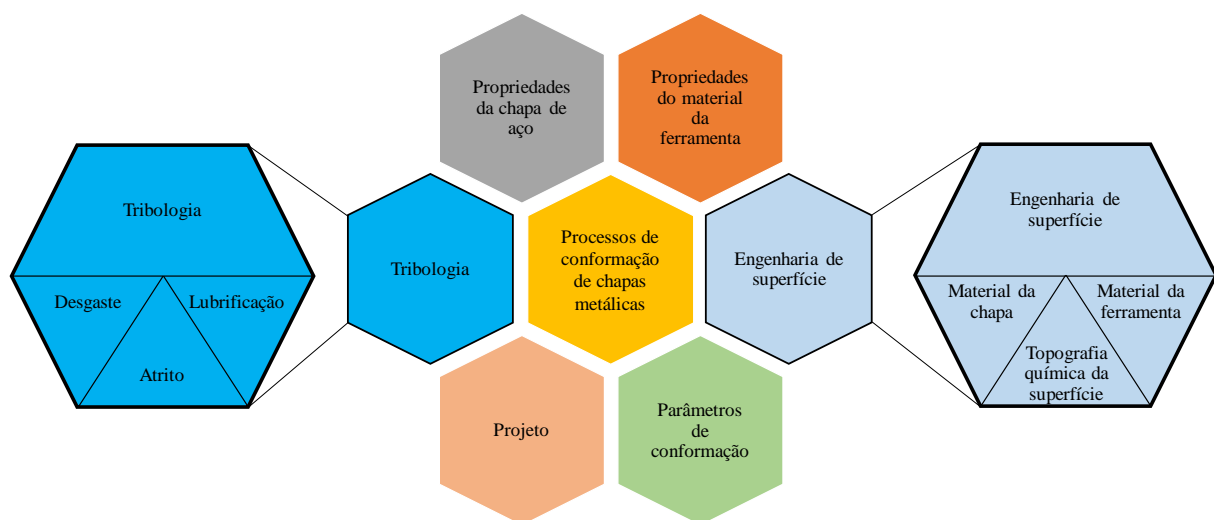 Propriedades
da chapa de
aço
Propriedades
do material
da
ferramenta
Tribologia
Desgaste
Lubrificação
Atrito
Tribologia
Processos de
conformação
de chapas
metálicas
Engenharia de
superfície
Engenharia de
superfície
Material da
chapa
Material da
ferramenta
Topografia
química da
superfície
Projeto
Parâmetros
de
conformação